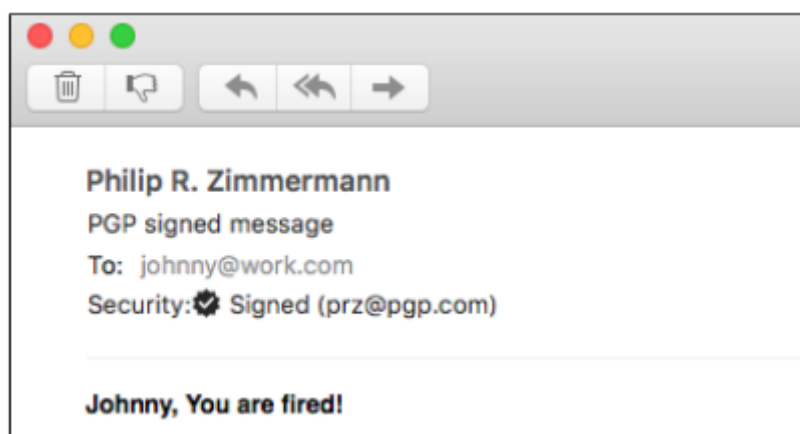 Philip R. Zimmermann
PGP signed message
To: johnny@work.com
Security: Signed (prz@pgp.com)
Johnny, You are fired!